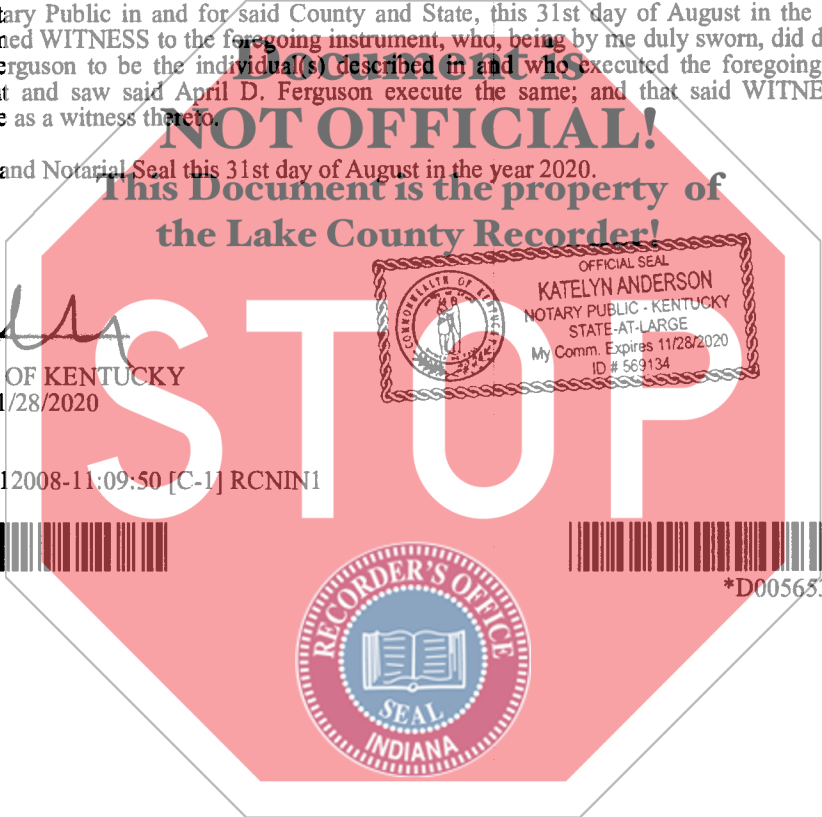 tary Public in and for said County and State, this 31st day of August in the
ned WITNESS to the foregoing instrument, who, being by me duly sworn, did d
erguson to be the individual(s) described in and who executed the foregoing
t and saw said April D. Ferguson execute the same; and that said WITNE
e as a witness thereto.
Document is
NOT OFFICIAL!
This Document is the property of
the Lake County Recorder!
and Notarial Seal this 31st day of August in the year 2020.
OFFICIAL SEAL
KATELYN ANDERSON
NOTARY PUBLIC - KENTUCKY
STATE-AT-LARGE
My Comm. Expires 11/28/2020
ID # 569134
COMMONWEALTH OF KENTUCKY
OF KENTUCKY
1/28/2020
STOP
12008-11:09:50 [C-1] RCNIN1
*D00565
RECORDER'S OFFICE
SEAL
INDIANA